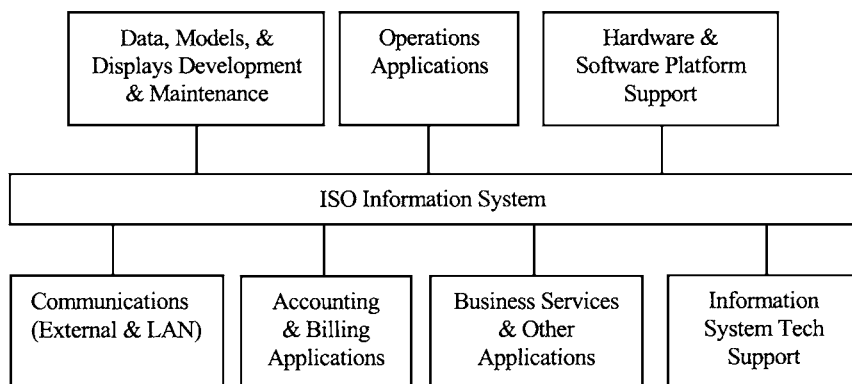 Data, Models, &
Displays Development
& Maintenance
Operations
Applications
Hardware &
Software Platform
Support
ISO Information System
Communications
(External & LAN)
Accounting
& Billing
Applications
Business Services
& Other
Applications
Information
System Tech
Support